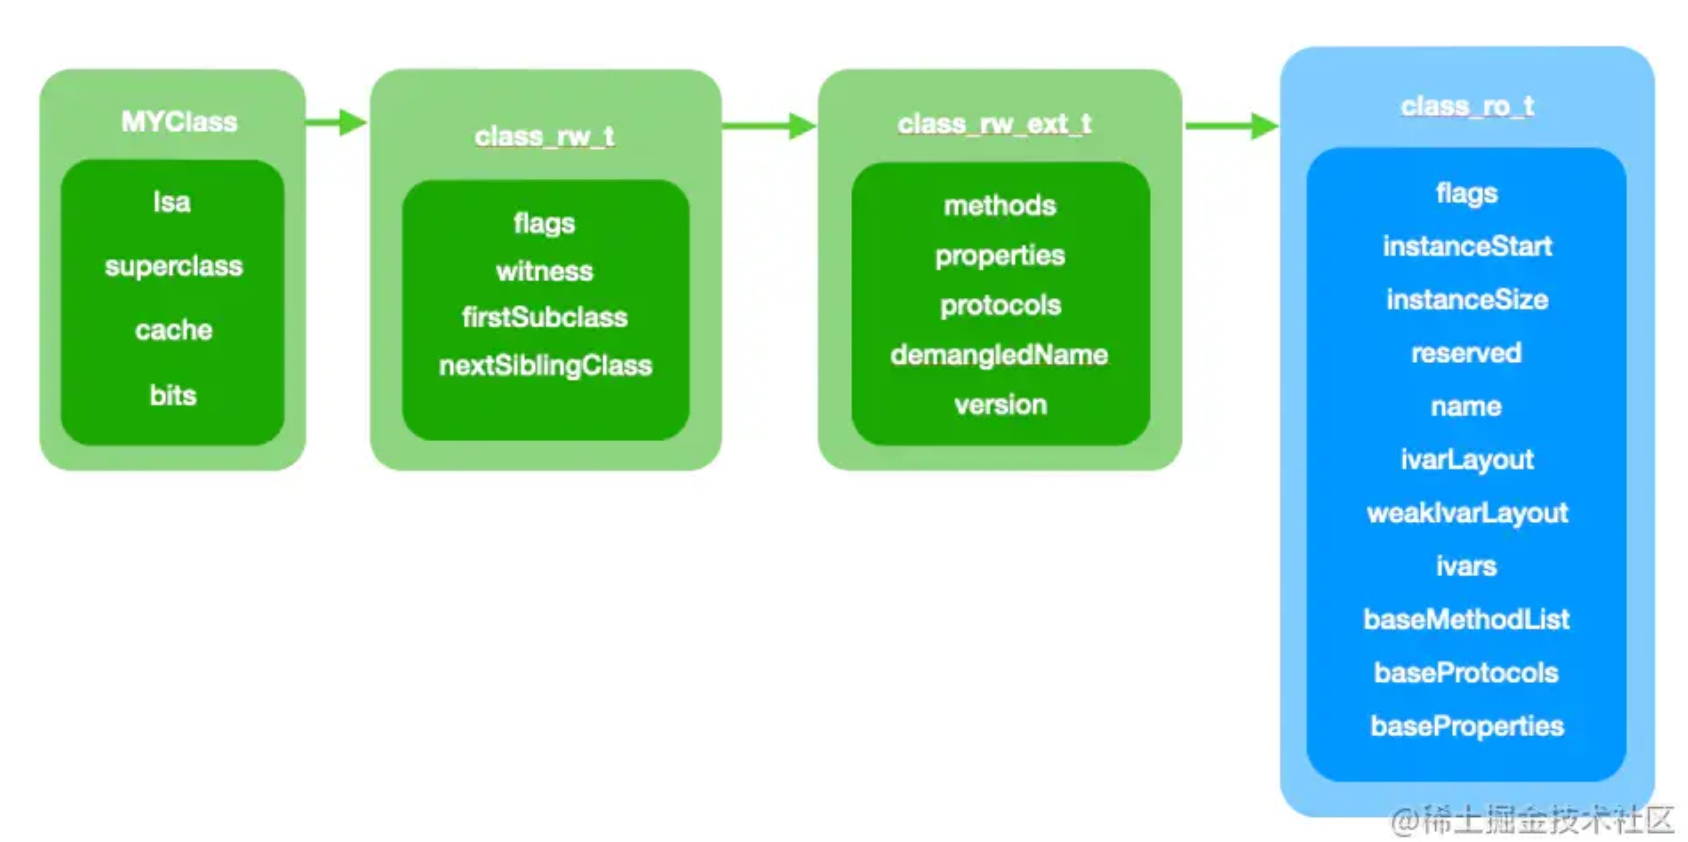 MYClass
Isa
superclass
cache
bits
class_rw_t
flags
witness
firstSubclass
nextSiblingClass
class_rw_ext_t
methods
properties
protocols
demangledName
version
class_ro_t
flags
instanceStart
instanceSize
reserved
name
ivarLayout
weakIvarLayout
ivars
baseMethodList
baseProtocols
baseProperties
@稀土掘金技术社区